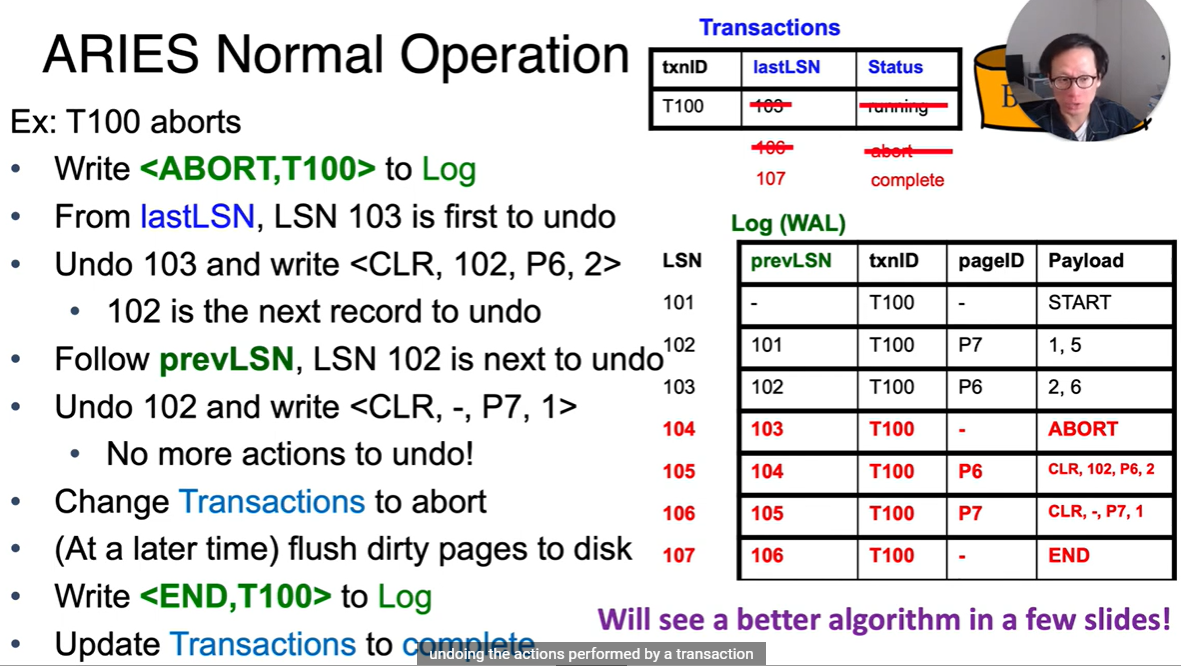 ARIES Normal Operation
Ex: T100 aborts
• Write <ABORT,T100> to Log
• From lastLSN, LSN 103 is first to undo
• Undo 103 and write <CLR, 102, P6, 2>
• 102 is the next record to undo
• Follow prevLSN, LSN 102 is next to undo
• Undo 102 and write <CLR, -, P7, 1>
• No more actions to undo!
• Change Transactions to abort
• (At a later time) flush dirty pages to disk
• Write <END,T100> to Log
• Update Transactions to complete
Transactions
txnID lastLSN Status
T100 103 running
106 abort
107 complete
B
Log (WAL)
LSN prevLSN txnID pageID Payload
101 - T100 - START
102 101 T100 P7 1, 5
103 102 T100 P6 2, 6
104 103 T100 - ABORT
105 104 T100 P6 CLR, 102, P6, 2
106 105 T100 P7 CLR, -, P7, 1
107 106 T100 - END
Will see a better algorithm in a few slides!
undoing the actions performed by a transaction